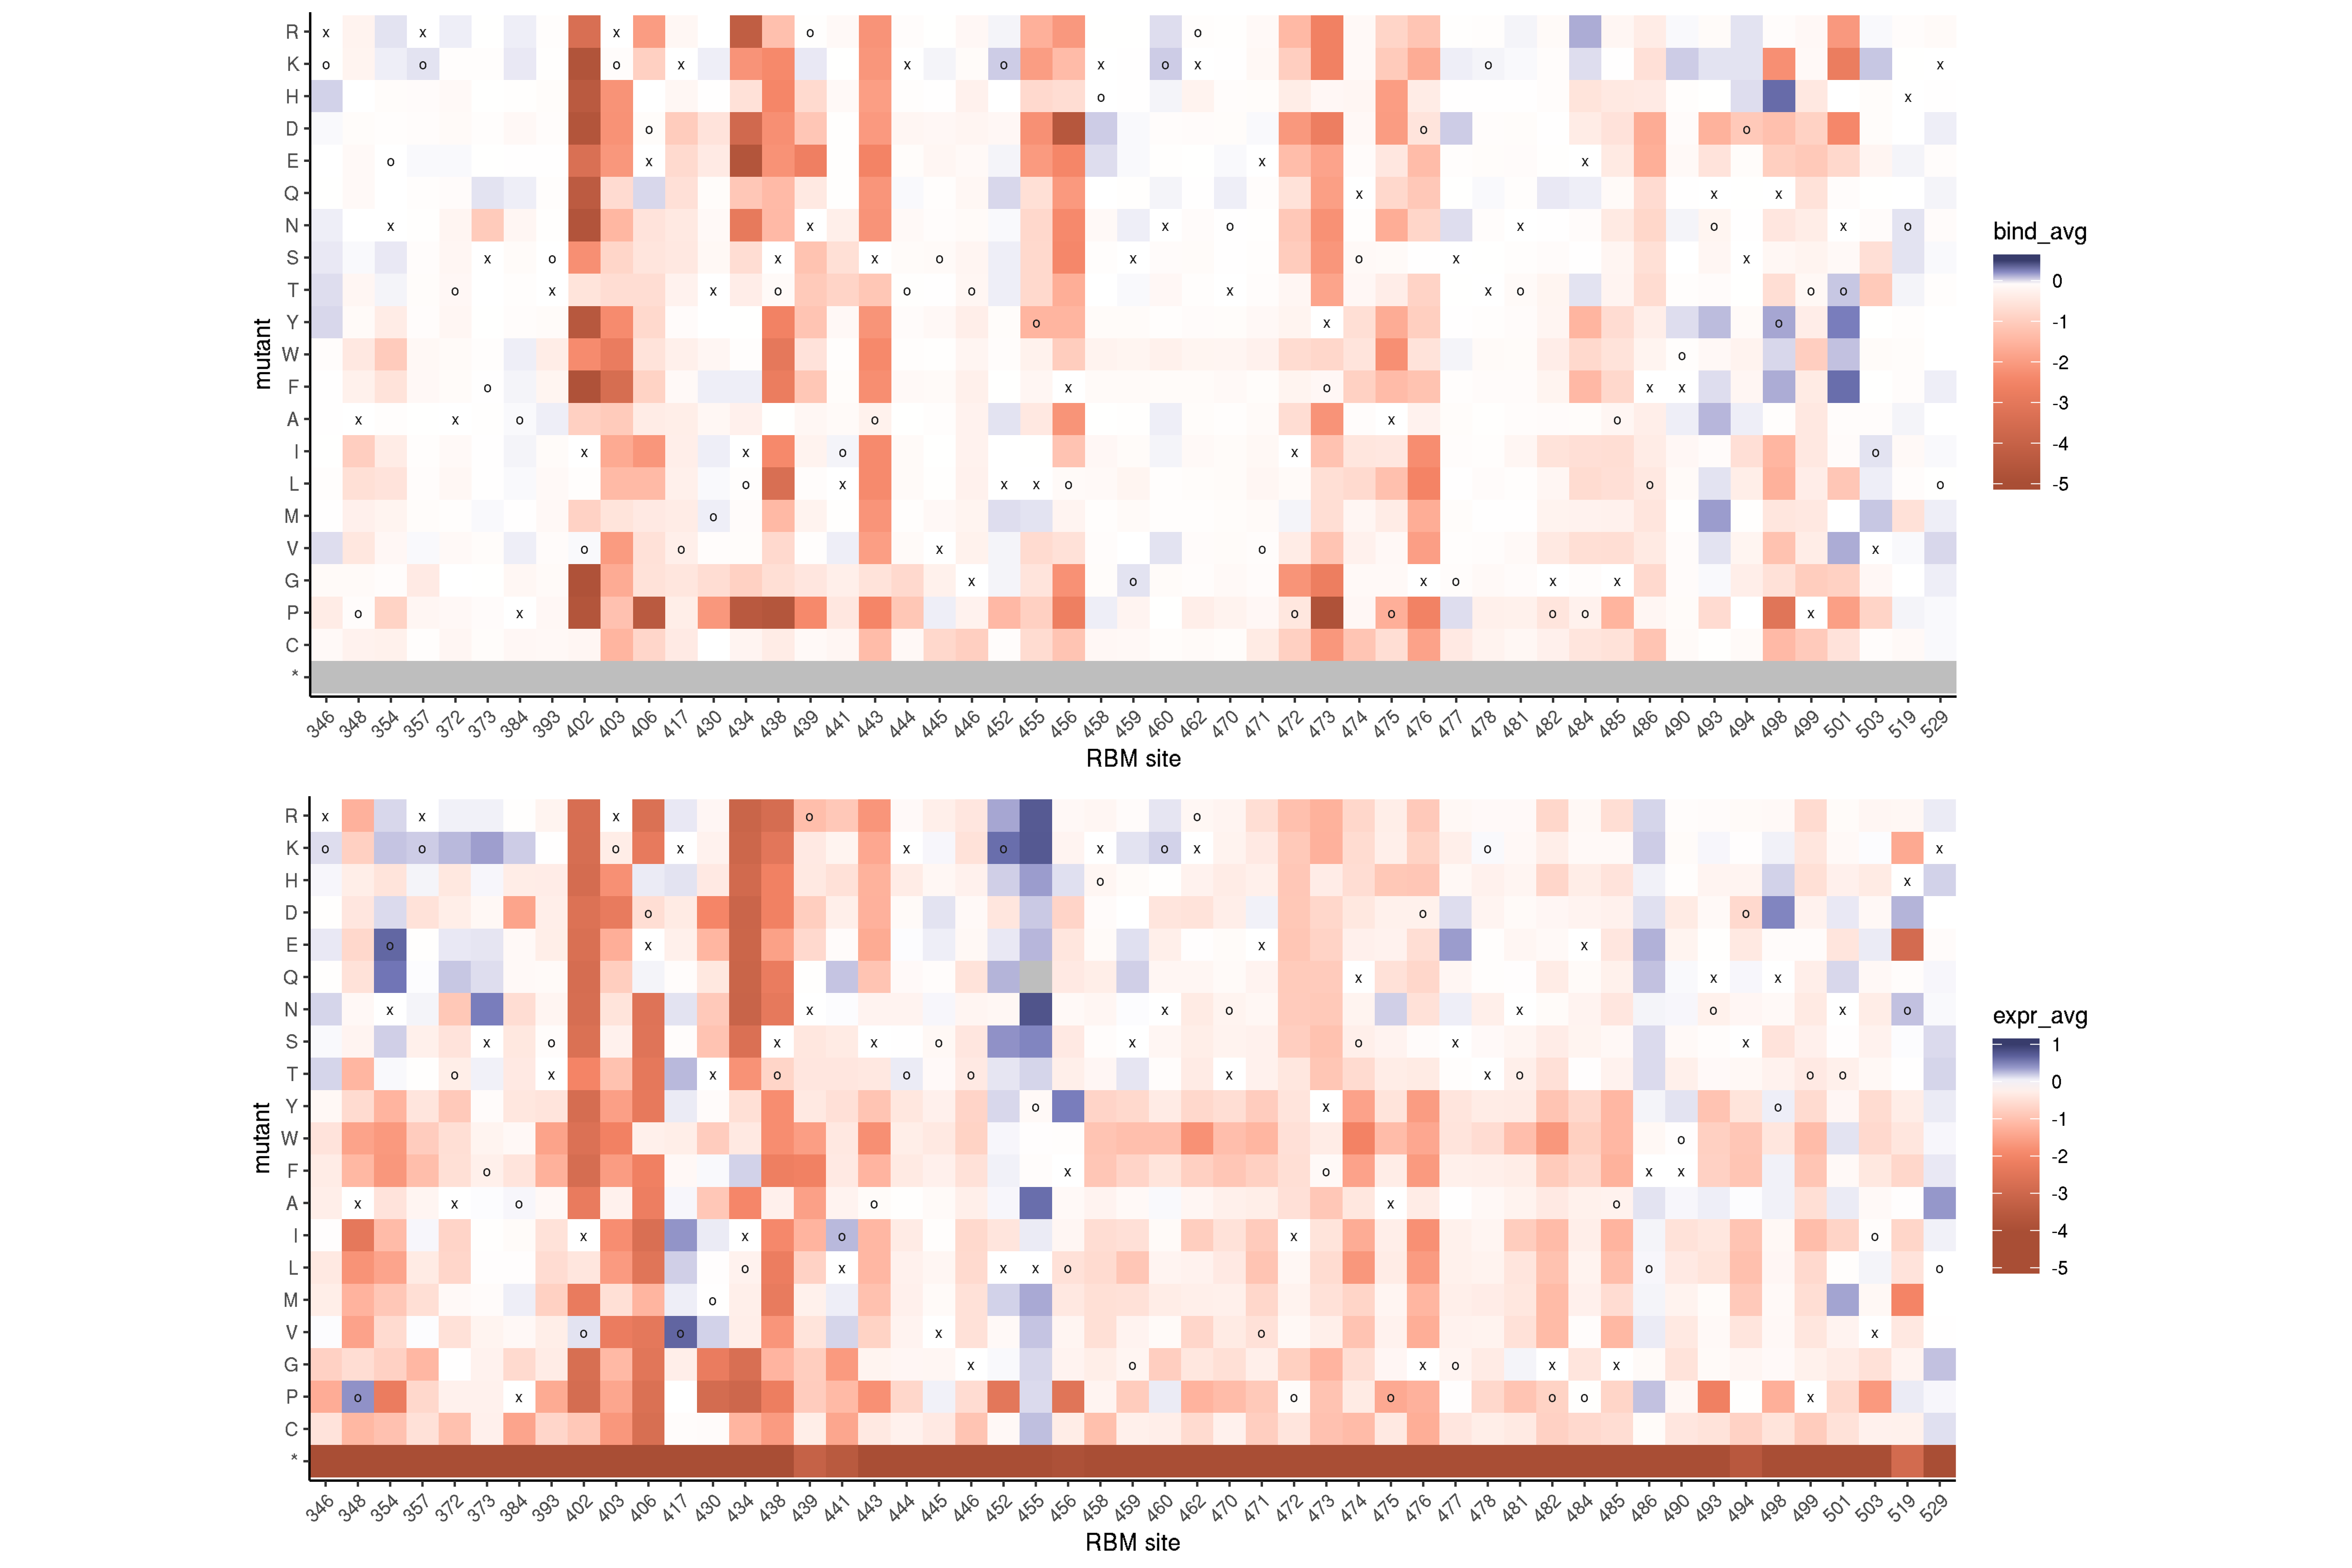 R x x x o o
K o o o x x o x o x o x
H o x
D o o o
E o x x x
Q x x x
N x x x o x o x o
S x o x x o x o x x
T o x x o o o x x o o o
Y o x o
W o
F o x o x x
A x x o o x o
I x x o x o
L o x x x o o o
M o
V o o x o x
G x o x o x x
P o x o o o o x
C
*
mutant
346 348 354 357 372 373 384 393 402 403 406 417 430 434 438 439 441 443 444 445 446 452 455 456 458 459 460 462 470 471 472 473 474 475 476 477 478 481 482 484 485 486 490 493 494 498 499 501 503 519 529
RBM site
bind_avg
0
-1
-2
-3
-4
-5
R x x x o o
K o o o x x o x o x o x
H o x
D o o o
E o x x x
Q x x x
N x x x o x o x o
S x o x x o x o x x
T o x x o o o x x o o o
Y o x o
W o
F o x o x x
A x x o o x o
I x x o x o
L o x x x o o o
M o
V o o x o x
G x o x o x x
P o x o o o o x
C
*
mutant
346 348 354 357 372 373 384 393 402 403 406 417 430 434 438 439 441 443 444 445 446 452 455 456 458 459 460 462 470 471 472 473 474 475 476 477 478 481 482 484 485 486 490 493 494 498 499 501 503 519 529
RBM site
expr_avg
1
0
-1
-2
-3
-4
-5